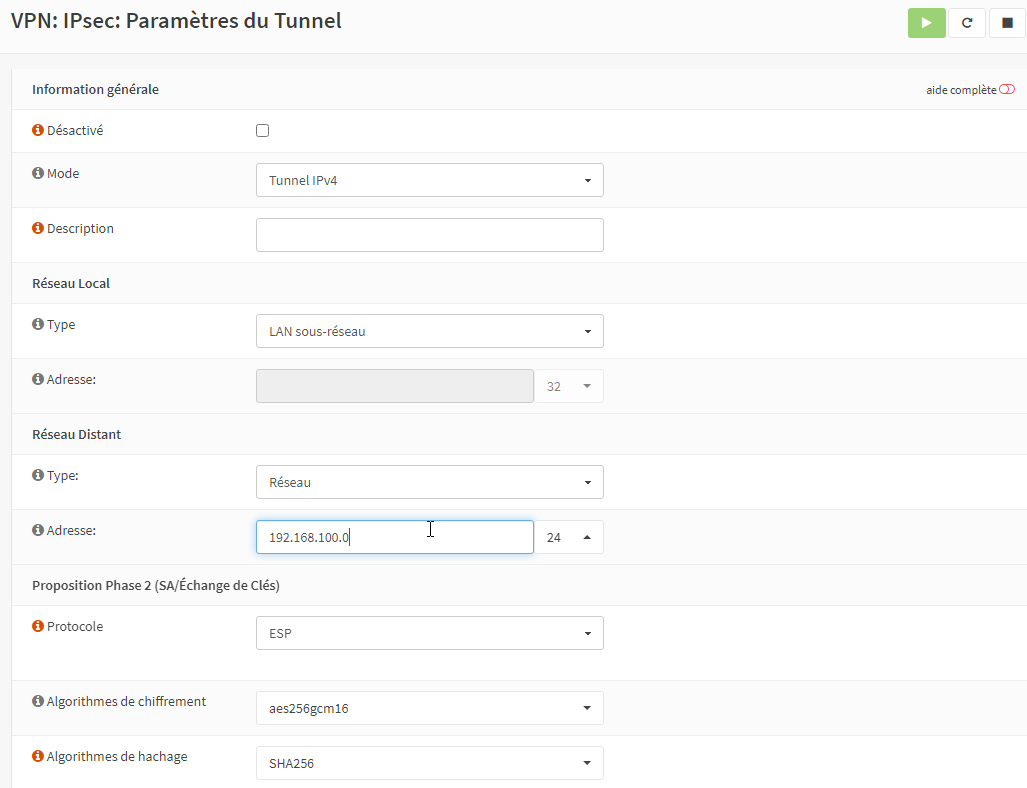 VPN: IPsec: Paramètres du Tunnel
Information générale
aide complète
Désactivé
Mode
Tunnel IPv4
Description
Réseau Local
Type
LAN sous-réseau
Adresse:
32
Réseau Distant
Type:
Réseau
Adresse:
192.168.100.0
24
Proposition Phase 2 (SA/Échange de Clés)
Protocole
ESP
Algorithmes de chiffrement
aes256gcm16
Algorithmes de hachage
SHA256